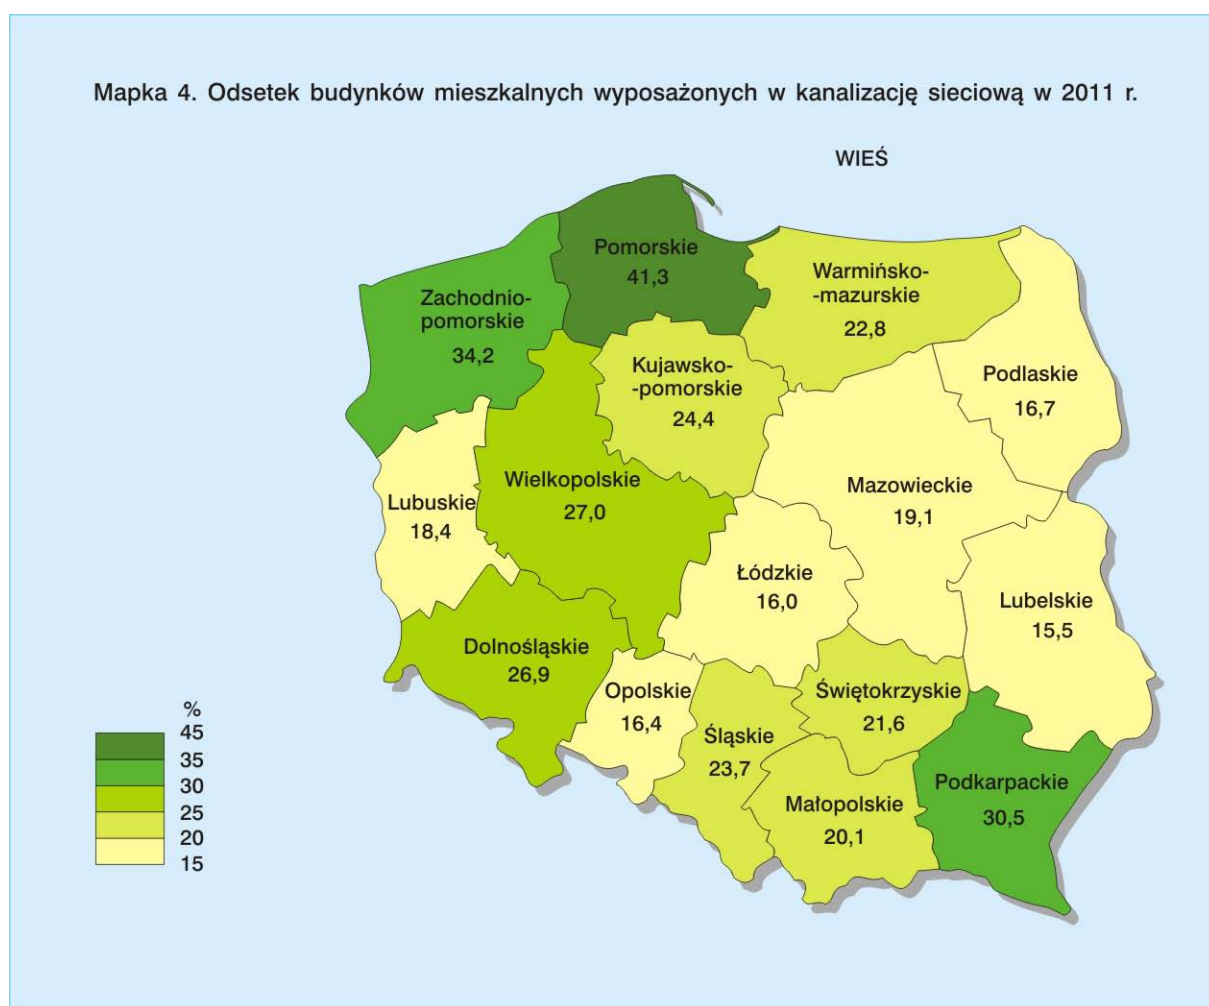 Mapka 4. Odsetek budynków mieszkalnych wyposażonych w kanalizację sieciową w 2011 r.
WIEŚ
Pomorskie
41,3
Warmińsko-
-mazurskie
22,8
Zachodnio-
pomorskie
34,2
Kujawsko-
-pomorskie
24,4
Podlaskie
16,7
Wielkopolskie
27,0
Mazowieckie
19,1
Lubuskie
18,4
Łódzkie
16,0
Lubelskie
15,5
Dolnośląskie
26,9
Opolskie
16,4
Świętokrzyskie
21,6
Śląskie
23,7
Podkarpackie
30,5
Małopolskie
20,1
%
45
35
30
25
20
15